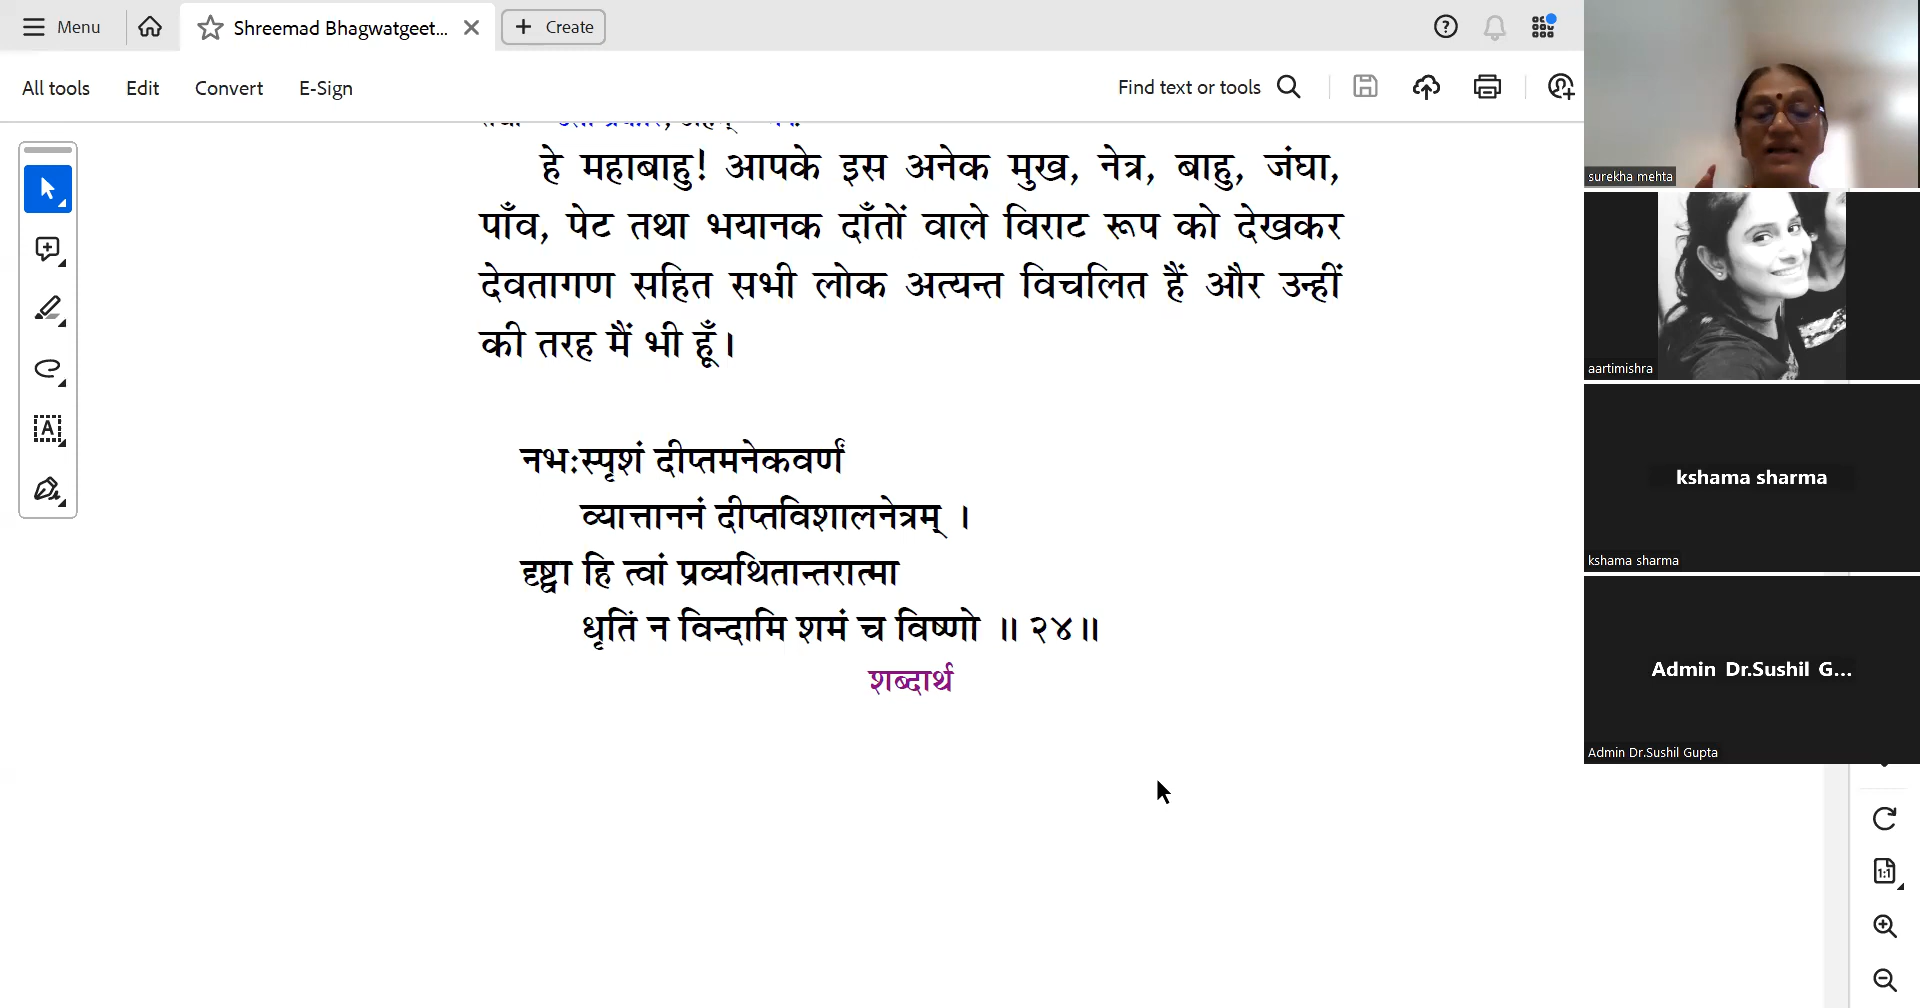 Menu
Shreemad Bhagwatgeet...
Create
All tools
Edit
Convert
E-Sign
Find text or tools
हे महाबाहु! आपके इस अनेक मुख, नेत्र, बाहु, जंघा,
पाँव, पेट तथा भयानक दाँतों वाले विराट रूप को देखकर
देवतागण सहित सभी लोक अत्यन्त विचलित हैं और उन्हीं
की तरह मैं भी हूँ।
नभःस्पृशं दीप्तमनेकवर्णं
व्यात्ताननं दीप्तविशालनेत्रम् ।
दृष्ट्वा हि त्वां प्रव्यथितान्तरात्मा
धृतिं न विन्दामि शमं च विष्णो ॥ २४॥
शब्दार्थ
surekha mehta
aartimishra
kshama sharma
kshama sharma
Admin Dr.Sushil G...
Admin Dr.Sushil Gupta
1:1